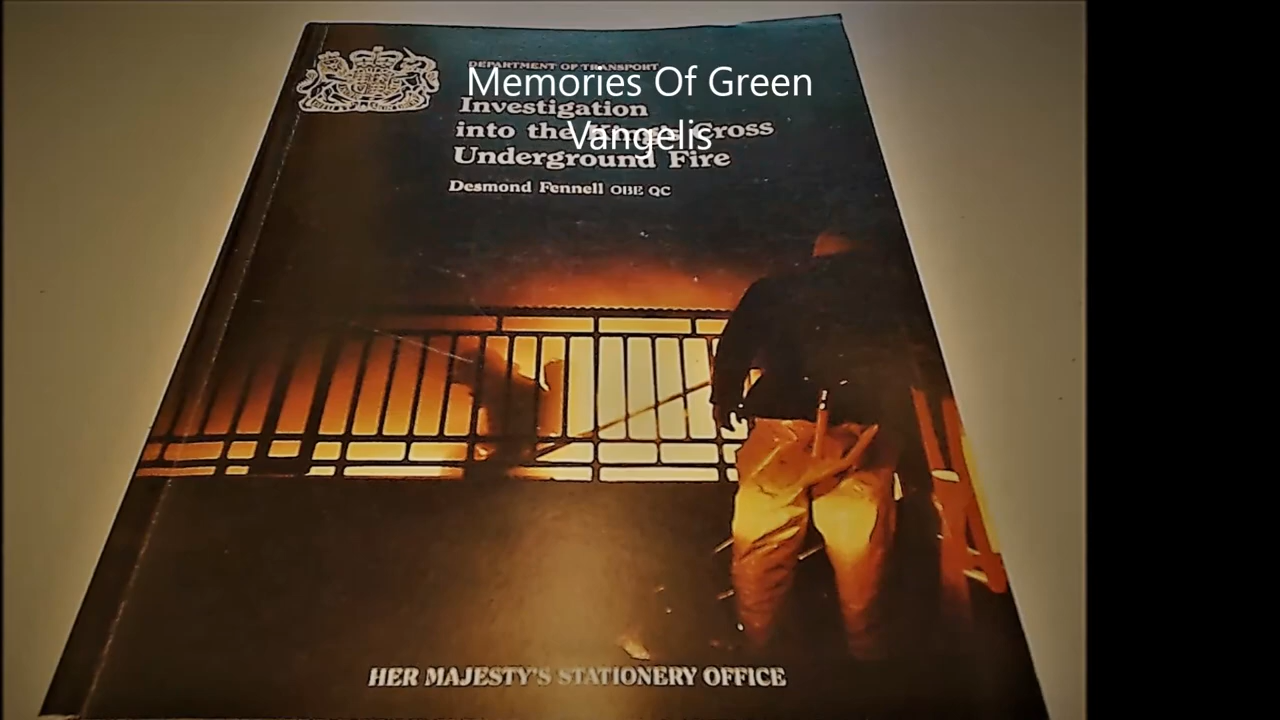 DEPARTMENT OF TRANSPORT
Memories Of Green
Investigation
into the King's Cross
Vangelis
Underground Fire
Desmond Fennell OBE QC
HER MAJESTY'S STATIONERY OFFICE